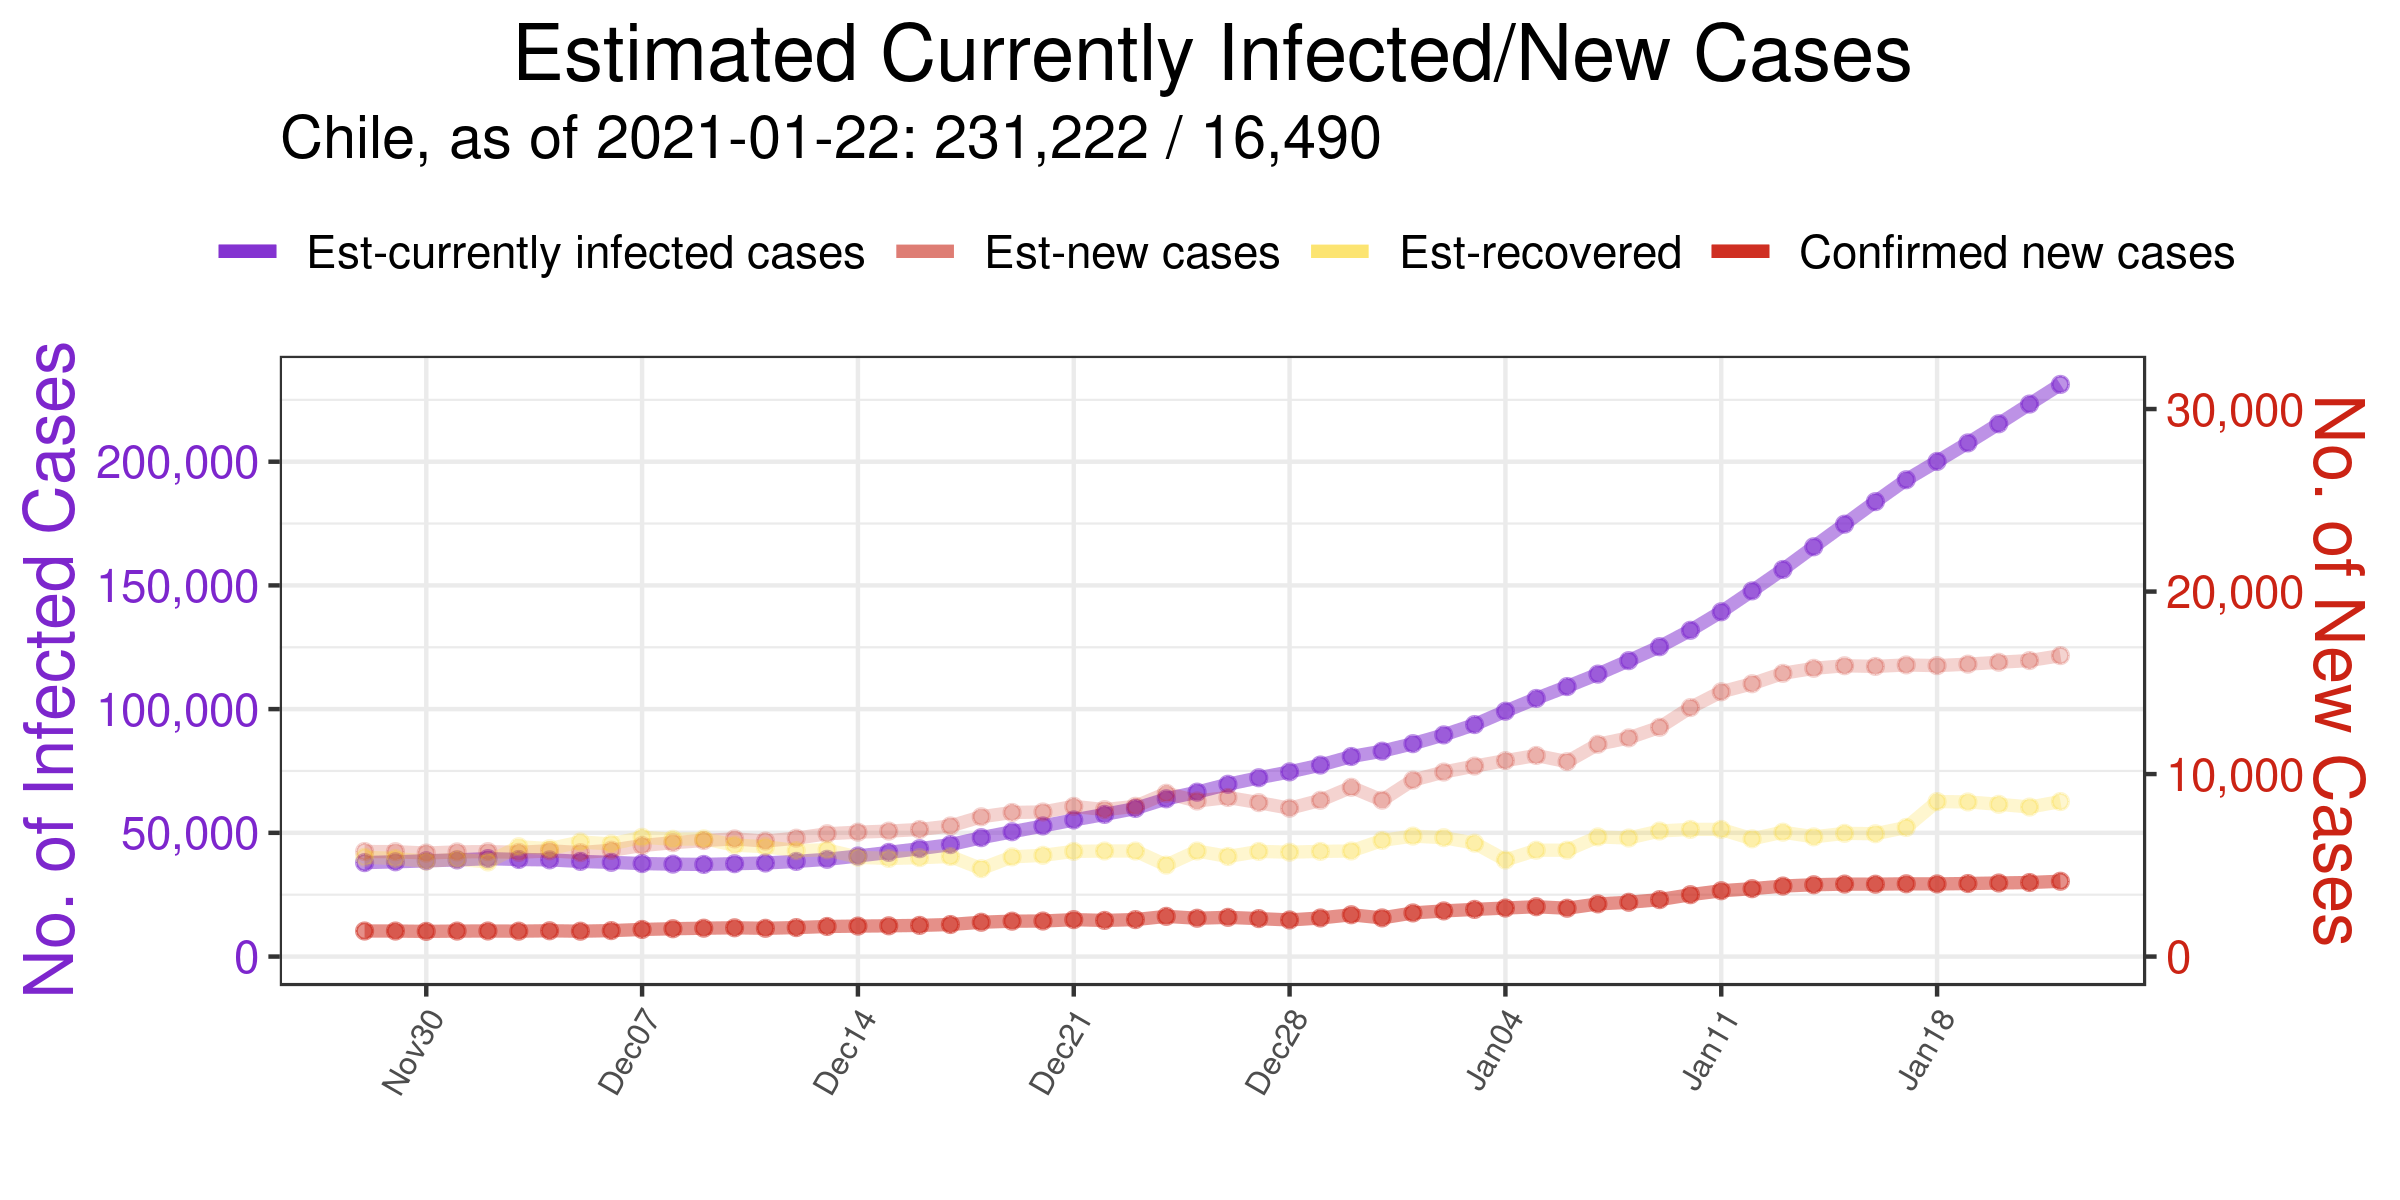 Estimated Currently Infected/New Cases
Chile, as of 2021-01-22: 231,222 / 16,490
Est-currently infected cases Est-new cases Est-recovered Confirmed new cases
No. of Infected Cases
200,000
150,000
100,000
50,000
0
30,000
20,000
10,000
0
No. of New Cases
Nov30 Dec07 Dec14 Dec21 Dec28 Jan04 Jan11 Jan18